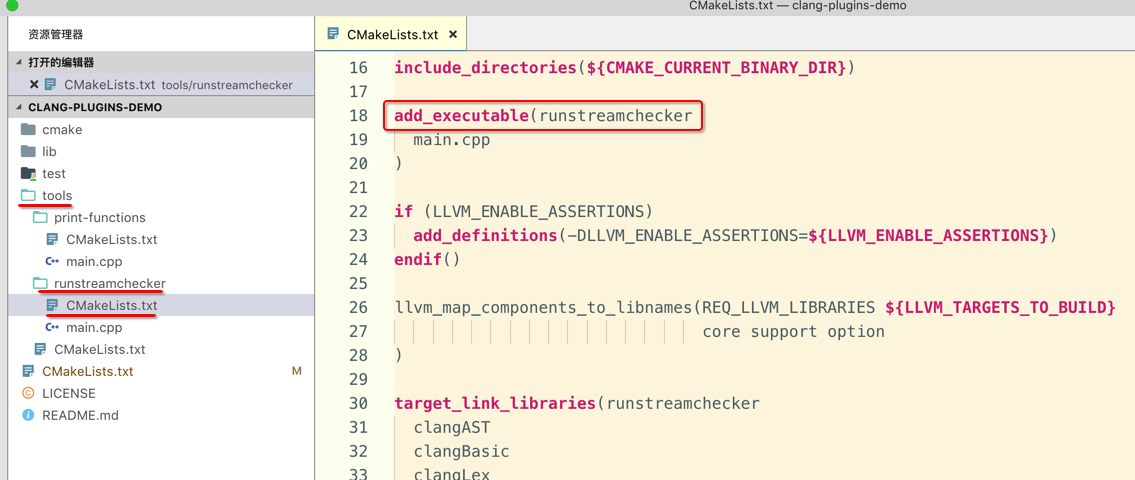 CMakeLists.txt — clang-plugins-demo
资源管理器
打开的编辑器
CMakeLists.txt tools/runstreamchecker
CLANG-PLUGINS-DEMO
cmake
lib
test
tools
print-functions
CMakeLists.txt
main.cpp
runstreamchecker
CMakeLists.txt
main.cpp
CMakeLists.txt
CMakeLists.txt M
LICENSE
README.md
CMakeLists.txt
16 include_directories(${CMAKE_CURRENT_BINARY_DIR})
17
18 add_executable(runstreamchecker
19 main.cpp
20 )
21
22 if (LLVM_ENABLE_ASSERTIONS)
23 add_definitions(-DLLVM_ENABLE_ASSERTIONS=${LLVM_ENABLE_ASSERTIONS})
24 endif()
25
26 llvm_map_components_to_libnames(REQ_LLVM_LIBRARIES ${LLVM_TARGETS_TO_BUILD}
27 core support option
28 )
29
30 target_link_libraries(runstreamchecker
31 clangAST
32 clangBasic
33 clangLex